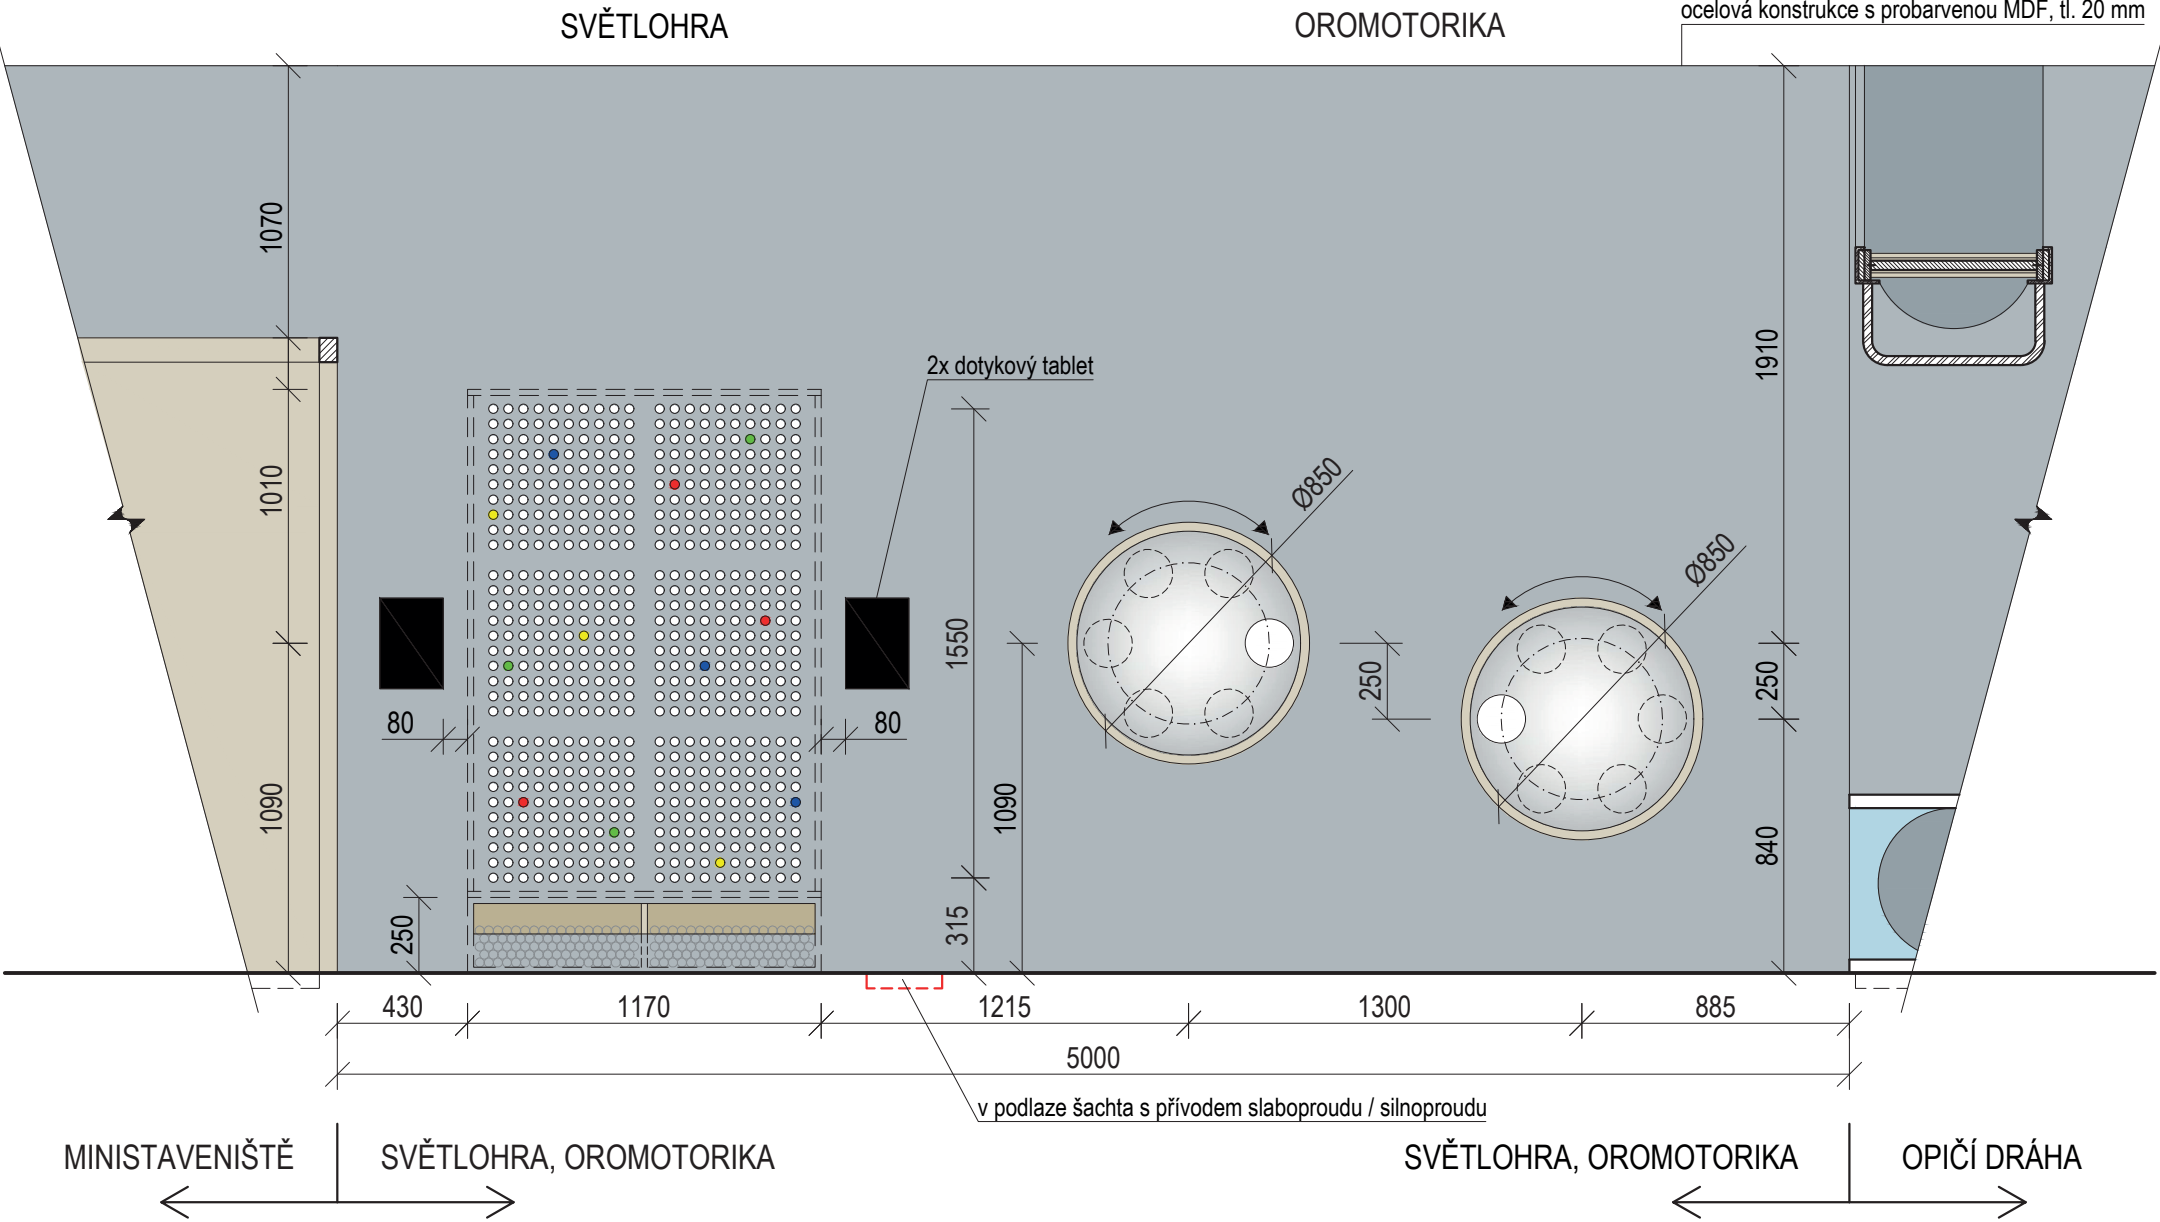 SVĚTLOHRA
OROMOTORIKA
ocelová konstrukce s probarvenou MDF, tl. 20 mm
1070
1010
1090
250
80
80
2x dotykový tablet
1550
315
1090
Ø850
Ø850
250
1910
250
840
430
1170
1215
1300
885
5000
v podlaze šachta s přívodem slaboproudu / silnoproudu
MINISTAVENIŠTĚ
SVĚTLOHRA, OROMOTORIKA
SVĚTLOHRA, OROMOTORIKA
OPIČÍ DRÁHA